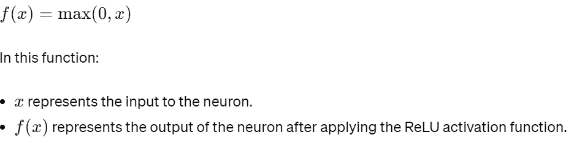 f(x) = max(0, x)
In this function:
• x represents the input to the neuron.
• f(x) represents the output of the neuron after applying the ReLU activation function.